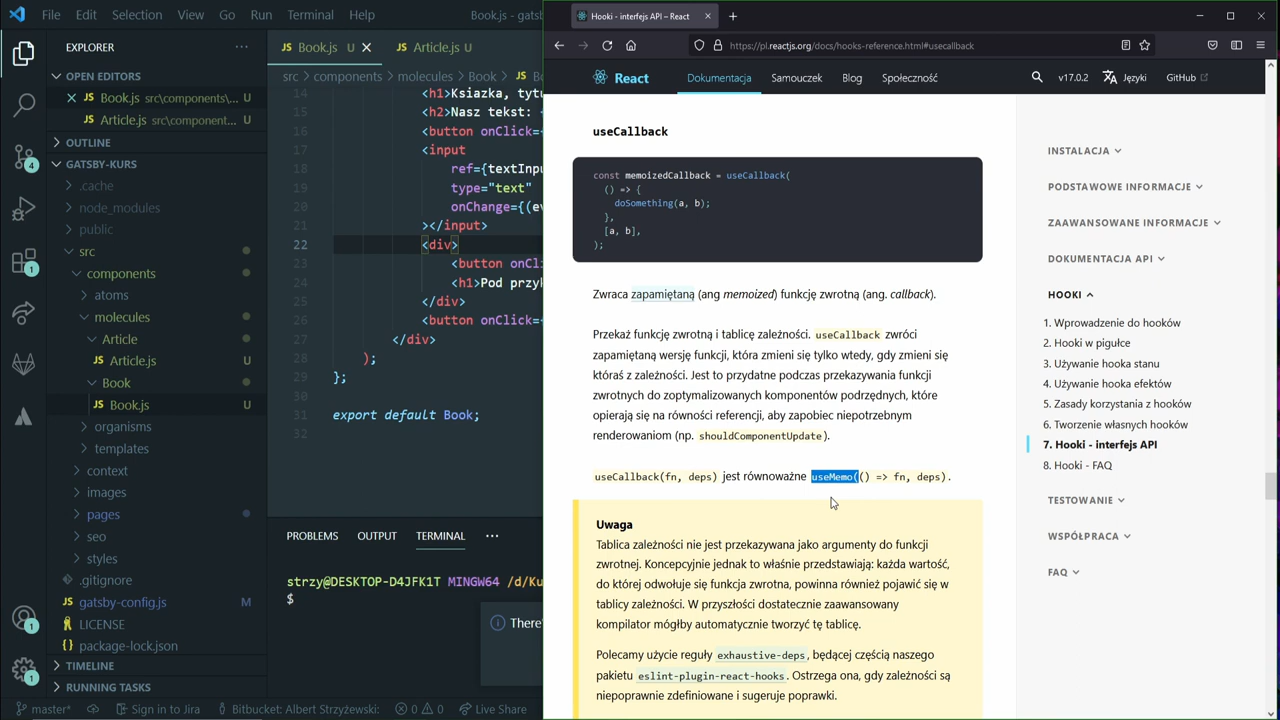 File Edit Selection View Go Run Terminal Help Book.js - gatsb
EXPLORER
OPEN EDITORS
Book.js src\components\... U
Article.js src\component... U
OUTLINE
GATSBY-KURS
.cache
node_modules
public
src
components
atoms
molecules
Article
Article.js U
Book
Book.js U
organisms
templates
context
images
pages
seo
styles
.gitignore
gatsby-config.js M
LICENSE
package-lock.json
TIMELINE
RUNNING TASKS
4
1
1
1
Book.js U
Article.js U
src > components > molecules > Book >
14 <h1>Ksiazka, tytu
15 <h2>Nasz tekst: {
16 <button onClick={
17 <input
18 ref={textInpu
19 type="text"
20 onChange={(ev
21 ></input>
22 <div>
23 <button onCli
24 <h1>Pod przyk
25 </div>
26 <button onClick={
27 </div>
28 );
29 };
30
31 export default Book;
32
PROBLEMS OUTPUT TERMINAL ...
strzy@DESKTOP-D4JFK1T MINGW64 /d/Ku
$
There'
master* Sign in to Jira Bitbucket: Albert Strzyżewski: 0 0 Live Share
Hooki - interfejs API – React
https://pl.reactjs.org/docs/hooks-reference.html#usecallback
React Dokumentacja Samouczek Blog Społeczność v17.0.2 Języki GitHub
useCallback
const memoizedCallback = useCallback(
() => {
doSomething(a, b);
},
[a, b],
);
Zwraca zapamiętaną (ang memoized) funkcję zwrotną (ang. callback).
Przekaż funkcję zwrotną i tablicę zależności. useCallback zwróci
zapamiętaną wersję funkcji, która zmieni się tylko wtedy, gdy zmieni się
któraś z zależności. Jest to przydatne podczas przekazywania funkcji
zwrotnych do zoptymalizowanych komponentów podrzędnych, które
opierają się na równości referencji, aby zapobiec niepotrzebnym
renderowaniom (np. shouldComponentUpdate).
useCallback(fn, deps) jest równoważne useMemo(() => fn, deps).
Uwaga
Tablica zależności nie jest przekazywana jako argumenty do funkcji
zwrotnej. Koncepcyjnie jednak to właśnie przedstawiają: każda wartość,
do której odwołuje się funkcja zwrotna, powinna również pojawić się w
tablicy zależności. W przyszłości dostatecznie zaawansowany
kompilator mógłby automatycznie tworzyć tę tablicę.
Polecamy użycie reguły exhaustive-deps, będącej częścią naszego
pakietu eslint-plugin-react-hooks. Ostrzega ona, gdy zależności są
niepoprawnie zdefiniowane i sugeruje poprawki.
INSTALACJA
PODSTAWOWE INFORMACJE
ZAAWANSOWANE INFORMACJE
DOKUMENTACJA API
HOOKI
1. Wprowadzenie do hooków
2. Hooki w pigułce
3. Używanie hooka stanu
4. Używanie hooka efektów
5. Zasady korzystania z hooków
6. Tworzenie własnych hooków
7. Hooki - interfejs API
8. Hooki - FAQ
TESTOWANIE
WSPÓŁPRACA
FAQ